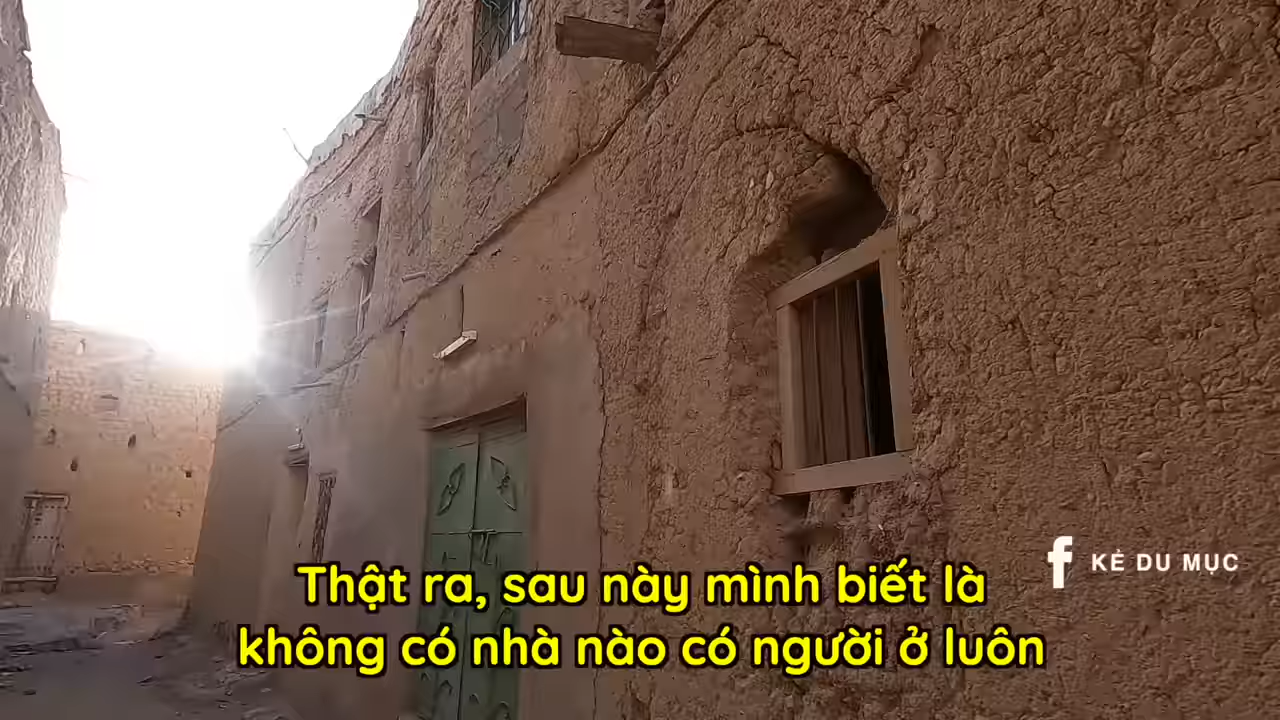 KẺ DU MỤC
Thật ra, sau này mình biết là
không có nhà nào có người ở luôn